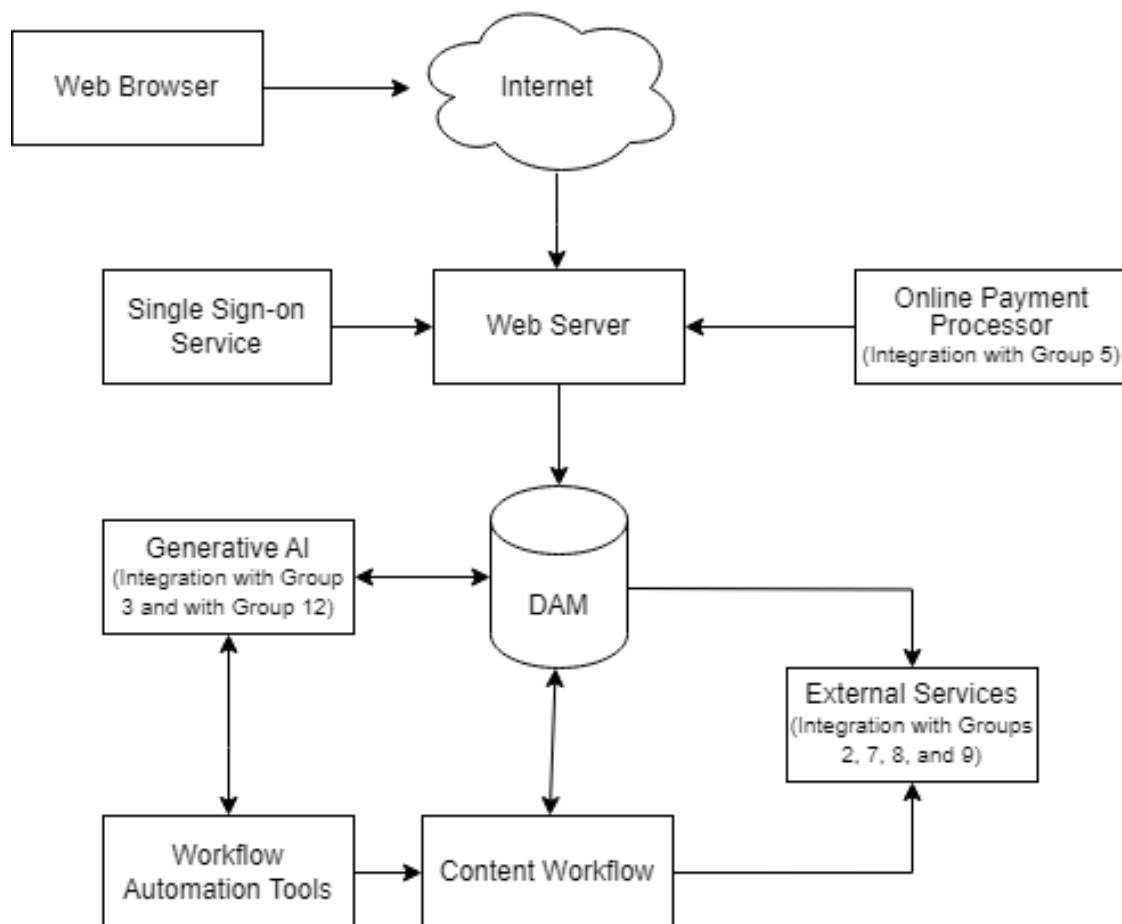 Web Browser
Internet
Single Sign-on
Service
Web Server
Online Payment
Processor
(Integration with Group 5)
Generative AI
(Integration with Group
3 and with Group 12)
DAM
External Services
(Integration with Groups
2, 7, 8, and 9)
Workflow
Automation Tools
Content Workflow